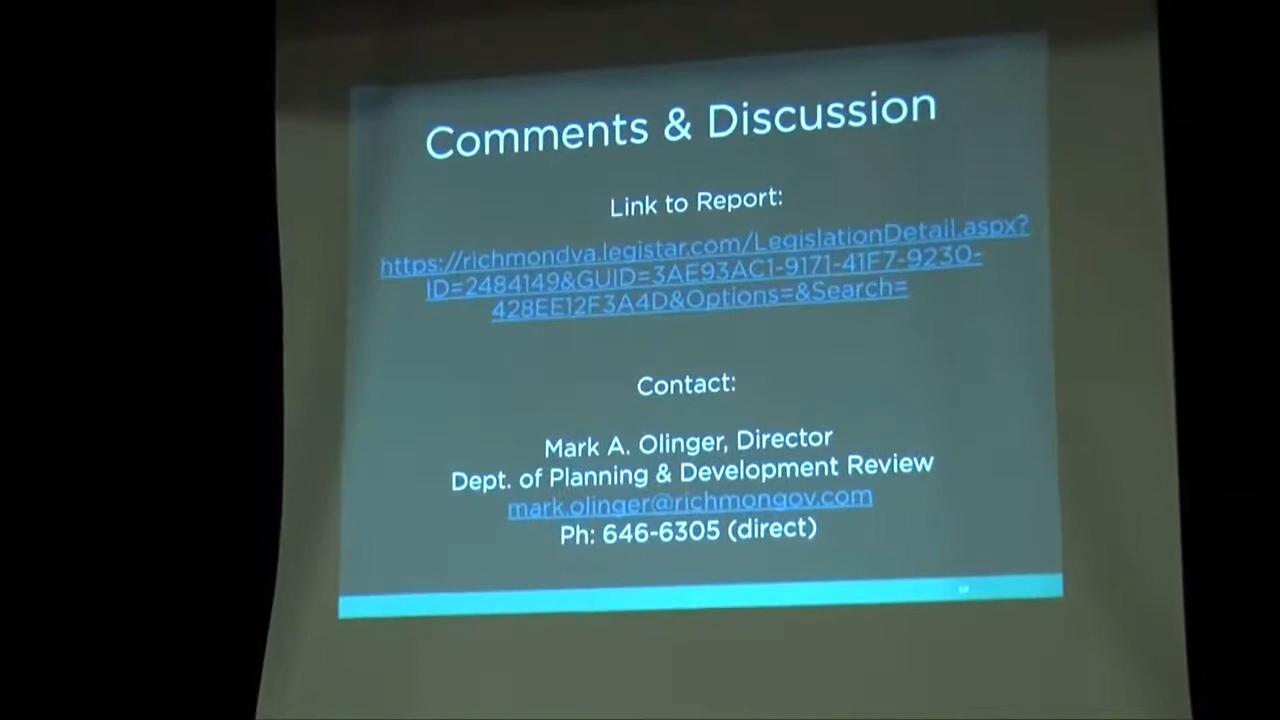 Comments & Discussion
Link to Report:
https://richmondva.legistar.com/LegislationDetail.aspx?
ID=2484149&GUID=3AE93AC1-9171-41F7-9230-
428EE12F3A4D&Options=&Search=
Contact:
Mark A. Olinger, Director
Dept. of Planning & Development Review
mark.olinger@richmongov.com
Ph: 646-6305 (direct)